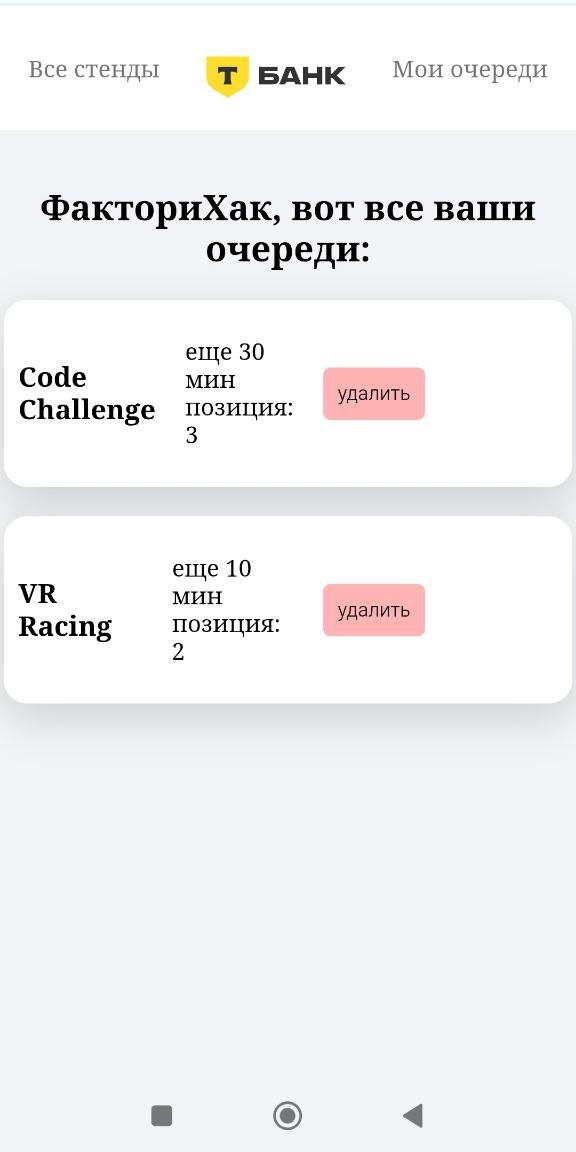 Все стенды
Т БАНК
Мои очереди
ФакториХак, вот все ваши
очереди:
Code
Challenge
еще 30
мин
позиция:
3
удалить
VR
Racing
еще 10
мин
позиция:
2
удалить